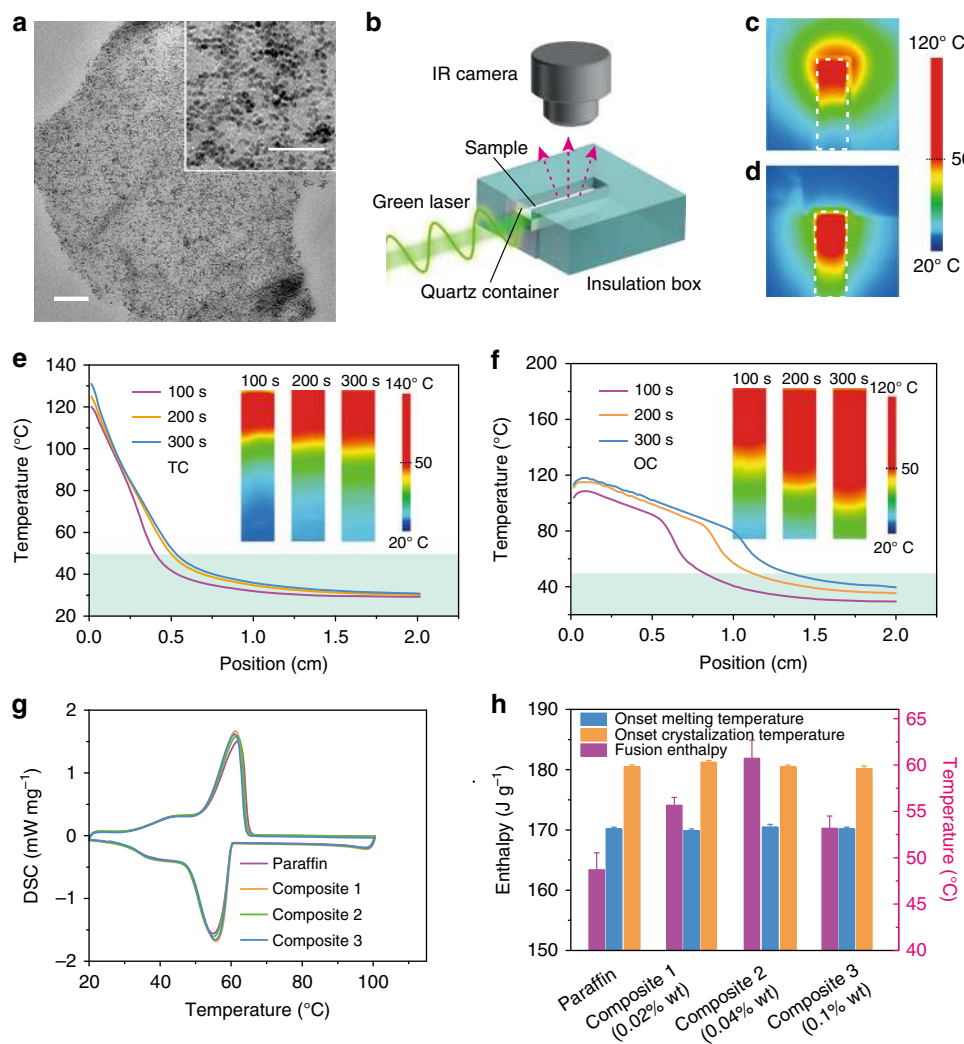 a
b
IR camera
Sample
Green laser
Quartz container
Insulation box
c
d
120° C
50
20° C
e
140
120
100
80
60
40
20
Temperature (°C)
100 s
200 s
300 s
TC
100 s 200 s 300 s
140° C
50
20° C
0.0 0.5 1.0 1.5 2.0
Position (cm)
f
200
160
120
80
40
Temperature (°C)
100 s
200 s
300 s
OC
100 s 200 s 300 s
120° C
50
20° C
0.0 0.5 1.0 1.5 2.0
Position (cm)
g
2
1
0
−1
−2
DSC (mW mg⁻¹)
Paraffin
Composite 1
Composite 2
Composite 3
20 40 60 80 100
Temperature (°C)
h
190
180
170
160
150
Enthalpy (J g⁻¹)
Onset melting temperature
Onset crystalization temperature
Fusion enthalpy
65
60
55
50
45
40
Temperature (°C)
Paraffin
Composite 1
(0.02% wt)
Composite 2
(0.04% wt)
Composite 3
(0.1% wt)